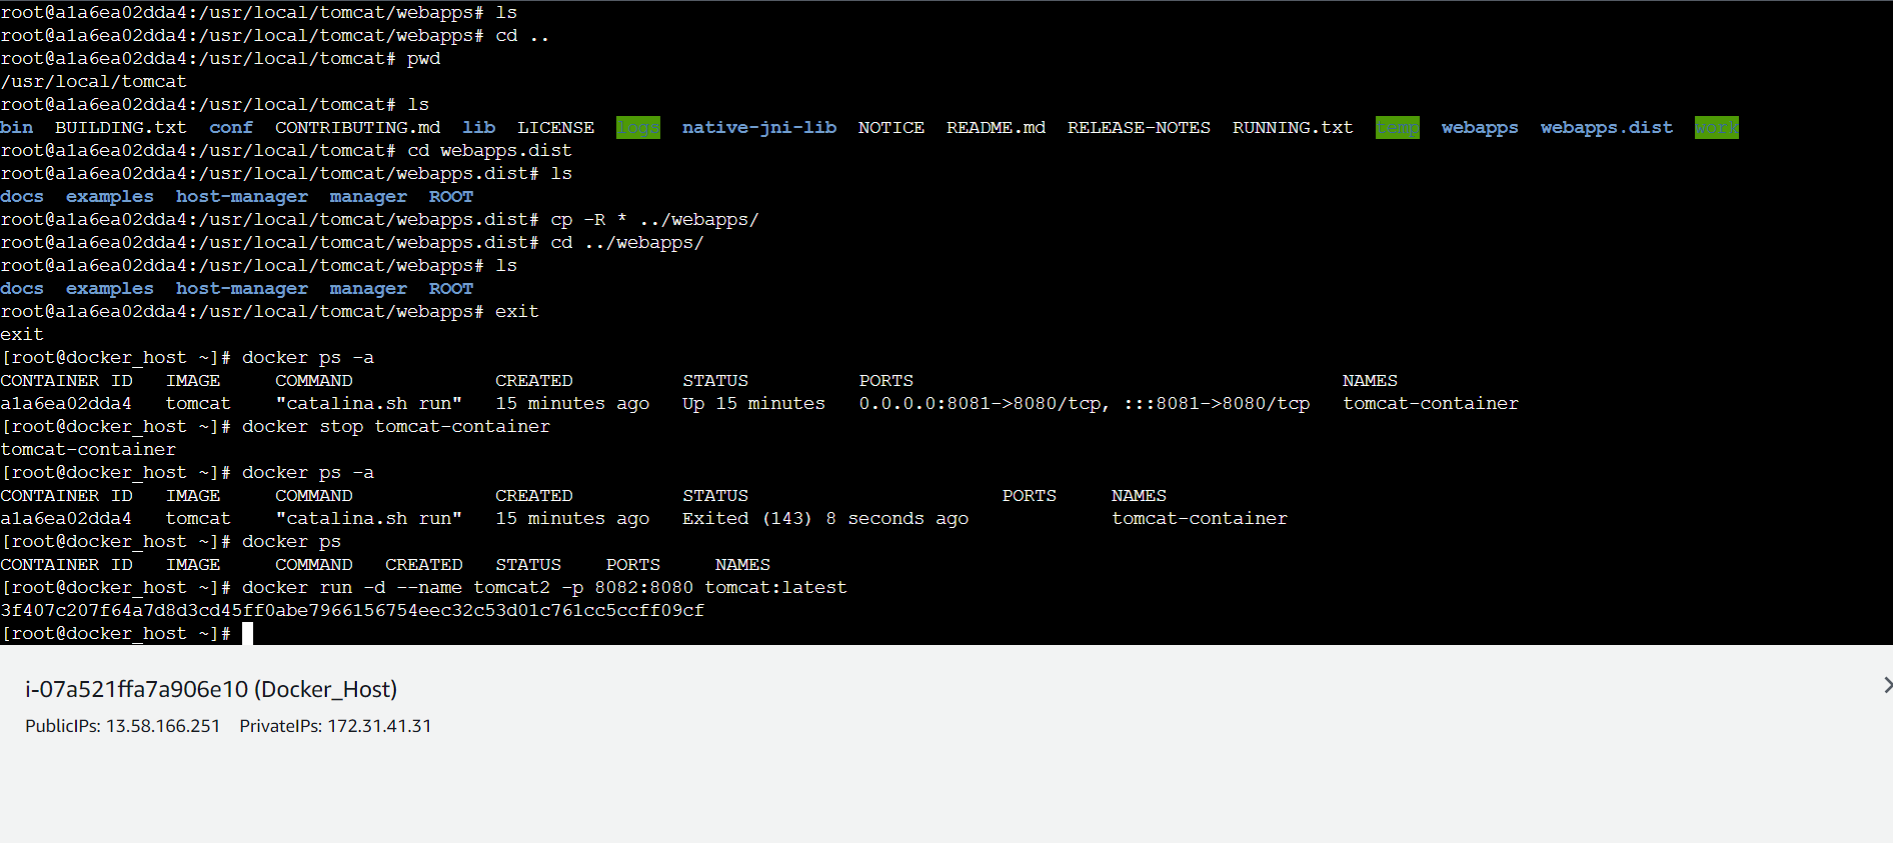 root@a1a6ea02dda4:/usr/local/tomcat/webapps# ls
root@a1a6ea02dda4:/usr/local/tomcat/webapps# cd ..
root@a1a6ea02dda4:/usr/local/tomcat# pwd
/usr/local/tomcat
root@a1a6ea02dda4:/usr/local/tomcat# ls
bin  BUILDING.txt  conf  CONTRIBUTING.md  lib  LICENSE  logs  native-jni-lib  NOTICE  README.md  RELEASE-NOTES  RUNNING.txt  temp  webapps  webapps.dist  work
root@a1a6ea02dda4:/usr/local/tomcat# cd webapps.dist
root@a1a6ea02dda4:/usr/local/tomcat/webapps.dist# ls
docs  examples  host-manager  manager  ROOT
root@a1a6ea02dda4:/usr/local/tomcat/webapps.dist# cp -R * ../webapps/
root@a1a6ea02dda4:/usr/local/tomcat/webapps.dist# cd ../webapps/
root@a1a6ea02dda4:/usr/local/tomcat/webapps# ls
docs  examples  host-manager  manager  ROOT
root@a1a6ea02dda4:/usr/local/tomcat/webapps# exit
exit
[root@docker_host ~]# docker ps -a
CONTAINER ID   IMAGE     COMMAND             CREATED          STATUS          PORTS                                       NAMES
a1a6ea02dda4   tomcat    "catalina.sh run"   15 minutes ago   Up 15 minutes   0.0.0.0:8081->8080/tcp, :::8081->8080/tcp   tomcat-container
[root@docker_host ~]# docker stop tomcat-container
tomcat-container
[root@docker_host ~]# docker ps -a
CONTAINER ID   IMAGE     COMMAND             CREATED          STATUS                       PORTS     NAMES
a1a6ea02dda4   tomcat    "catalina.sh run"   15 minutes ago   Exited (143) 8 seconds ago             tomcat-container
[root@docker_host ~]# docker ps
CONTAINER ID   IMAGE     COMMAND   CREATED   STATUS    PORTS     NAMES
[root@docker_host ~]# docker run -d --name tomcat2 -p 8082:8080 tomcat:latest
3f407c207f64a7d8d3cd45ff0abe7966156754eec32c53d01c761cc5ccff09cf
[root@docker_host ~]#
i-07a521ffa7a906e10 (Docker_Host)
PublicIPs: 13.58.166.251    PrivateIPs: 172.31.41.31